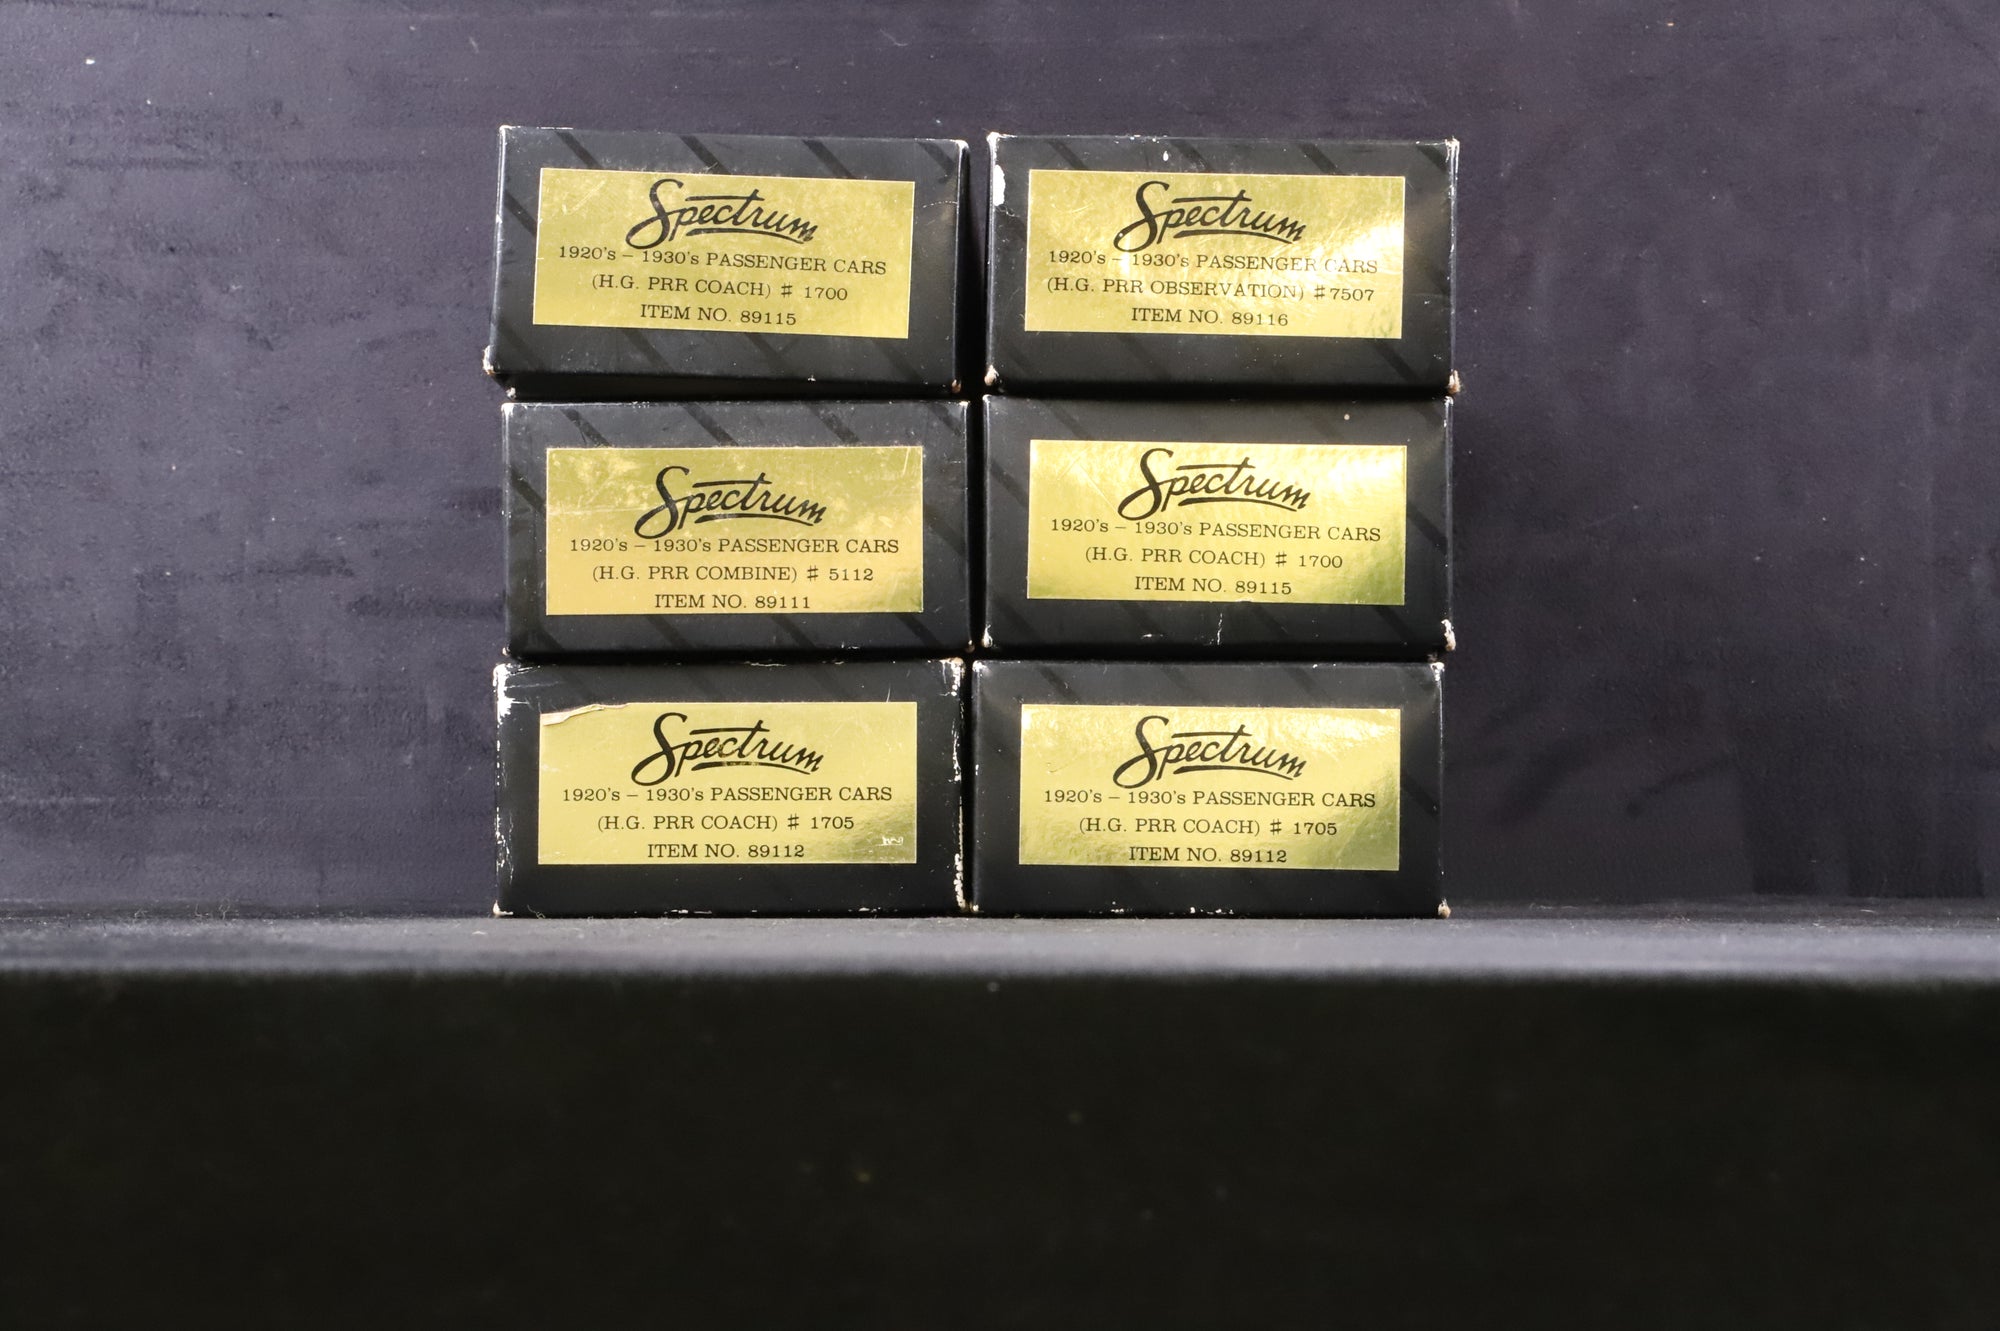 Spectrum
1920's – 1930's PASSENGER CARS
(H.G. PRR COACH) # 1700
ITEM NO. 89115
Spectrum
1920's – 1930's PASSENGER CARS
(H.G. PRR OBSERVATION) #7507
ITEM NO. 89116
Spectrum
1920's – 1930's PASSENGER CARS
(H.G. PRR COMBINE) # 5112
ITEM NO. 89111
Spectrum
1920's – 1930's PASSENGER CARS
(H.G. PRR COACH) # 1700
ITEM NO. 89115
Spectrum
1920's – 1930's PASSENGER CARS
(H.G. PRR COACH) # 1705
ITEM NO. 89112
Spectrum
1920's – 1930's PASSENGER CARS
(H.G. PRR COACH) # 1705
ITEM NO. 89112